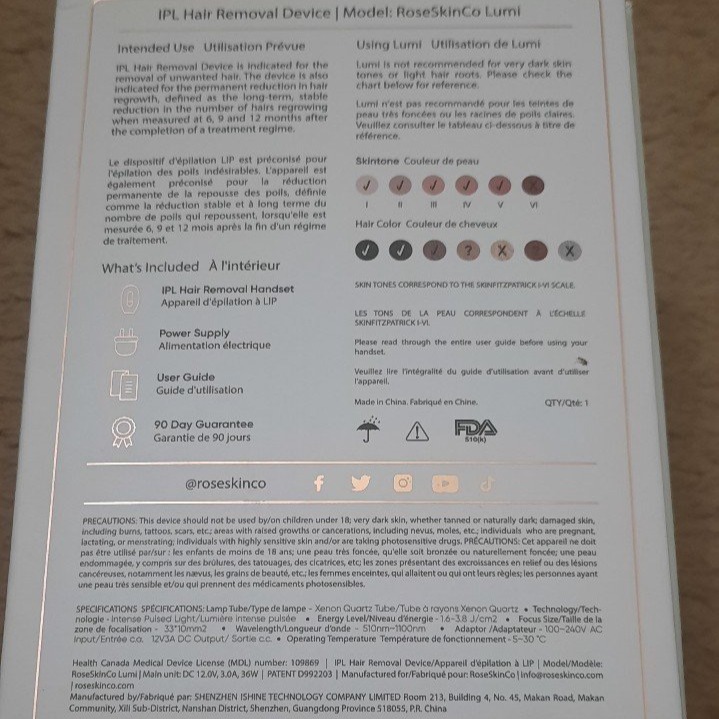 IPL Hair Removal Device | Model: RoseSkinCo Lumi
Intended Use Utilisation Prévue
IPL Hair Removal Device is indicated for the
removal of unwanted hair. The device is also
indicated for the permanent reduction in hair
regrowth, defined as the long-term, stable
reduction in the number of hairs regrowing
when measured at 6, 9 and 12 months after
the completion of a treatment regime.
Le dispositif d'épilation LIP est préconisé pour
l'épilation des poils indésirables. L'appareil est
également préconisé pour la réduction
permanente de la repousse des poils, définie
comme la réduction stable et à long terme du
nombre de poils qui repoussent, lorsqu'elle est
mesurée 6, 9 et 12 mois après la fin d'un régime
de traitement.
What's Included À l'intérieur
IPL Hair Removal Handset
Appareil d'épilation à LIP
Power Supply
Alimentation électrique
User Guide
Guide d'utilisation
90 Day Guarantee
Garantie de 90 jours
Using Lumi Utilisation de Lumi
Lumi is not recommended for very dark skin
tones or light hair roots. Please check the
chart below for reference.
Lumi n'est pas recommandé pour les teintes de
peau très foncées ou les racines de poils claires.
Veuillez consulter le tableau ci-dessous à titre de
référence.
Skintone Couleur de peau
I II III IV V VI
Hair Color Couleur de cheveux
? X X
SKIN TONES CORRESPOND TO THE SKINFITZPATRICK I-VI SCALE.
LES TONS DE LA PEAU CORRESPONDENT À L'ÉCHELLE
SKINFITZPATRICK I-VI.
Please read through the entire user guide before using your
handset.
Veuillez lire l'intégralité du guide d'utilisation avant d'utiliser
l'appareil.
Made in China. Fabriqué en Chine. QTY/Qté: 1
FDA
510(k)
@roseskinco
PRECAUTIONS: This device should not be used by/on children under 18; very dark skin, whether tanned or naturally dark; damaged skin,
including burns, tattoos, scars, etc.; areas with raised growths or cancerations, including nevus, moles, etc.; individuals who are pregnant,
lactating, or menstrating; individuals with highly sensitive skin and/or are taking photosensitive drugs. PRÉCAUTIONS: Cet appareil ne doit
pas être utilisé par/sur : les enfants de moins de 18 ans; une peau très foncée, qu'elle soit bronzée ou naturellement foncée; une peau
endommagée, y compris sur des brûlures, des tatouages, des cicatrices, etc; les zones présentant des excroissances en relief ou des lésions
cancéreuses, notamment les nævus, les grains de beauté, etc.; les femmes enceintes, qui allaitent ou qui ont leurs règles; les personnes ayant
une peau très sensible et/ou qui prennent des médicaments photosensibles.
SPECIFICATIONS SPÉCIFICATIONS: Lamp Tube/Type de lampe - Xenon Quartz Tube/Tube à rayons Xenon Quartz • Technology/Tech-
nologie - Intense Pulsed Light/Lumière intense pulsée • Energy Level/Niveau d'énergie - 1.6-3.8 J/cm2 • Focus Size/Taille de la
zone de focalisation - 33*10mm2 • Wavelength/Longueur d'onde - 510nm-1100nm • Adaptor/Adaptateur - 100-240V AC
Input/Entrée c.a. 12V3A DC Output/ Sortie c.c. • Operating Temperature Température de fonctionnement - 5-30 °C
Health Canada Medical Device License (MDL) number: 109869 | IPL Hair Removal Device/Appareil d'épilation à LIP | Model/Modèle:
RoseSkinCo Lumi | Main unit: DC 12.0V, 3.0A, 36W | PATENT D992203 | Manufactured for/Fabriqué pour: RoseSkinCo | info@roseskinco.com
| roseskinco.com
Manufactured by/Fabriqué par: SHENZHEN ISHINE TECHNOLOGY COMPANY LIMITED Room 213, Building 4, No. 45, Makan Road, Makan
Community, Xili Sub-District, Nanshan District, Shenzhen, Guangdong Province 518055, P.R. China